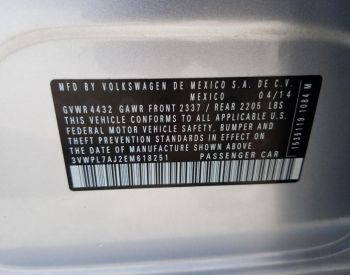 MFD BY VOLKSWAGEN DE MEXICO S.A. DE C.V.
MEXICO 04/14
GVWR 4432 GAWR FRONT 2337 / REAR 2205 LBS
THIS VEHICLE CONFORMS TO ALL APPLICABLE U.S.
FEDERAL MOTOR VEHICLE SAFETY, BUMPER AND
THEFT PREVENTION STANDARDS IN EFFECT ON
THE DATE OF MANUFACTURE SHOWN ABOVE
3VWPL7AJ2EM618251 PASSENGER CAR
1535119 1084 M